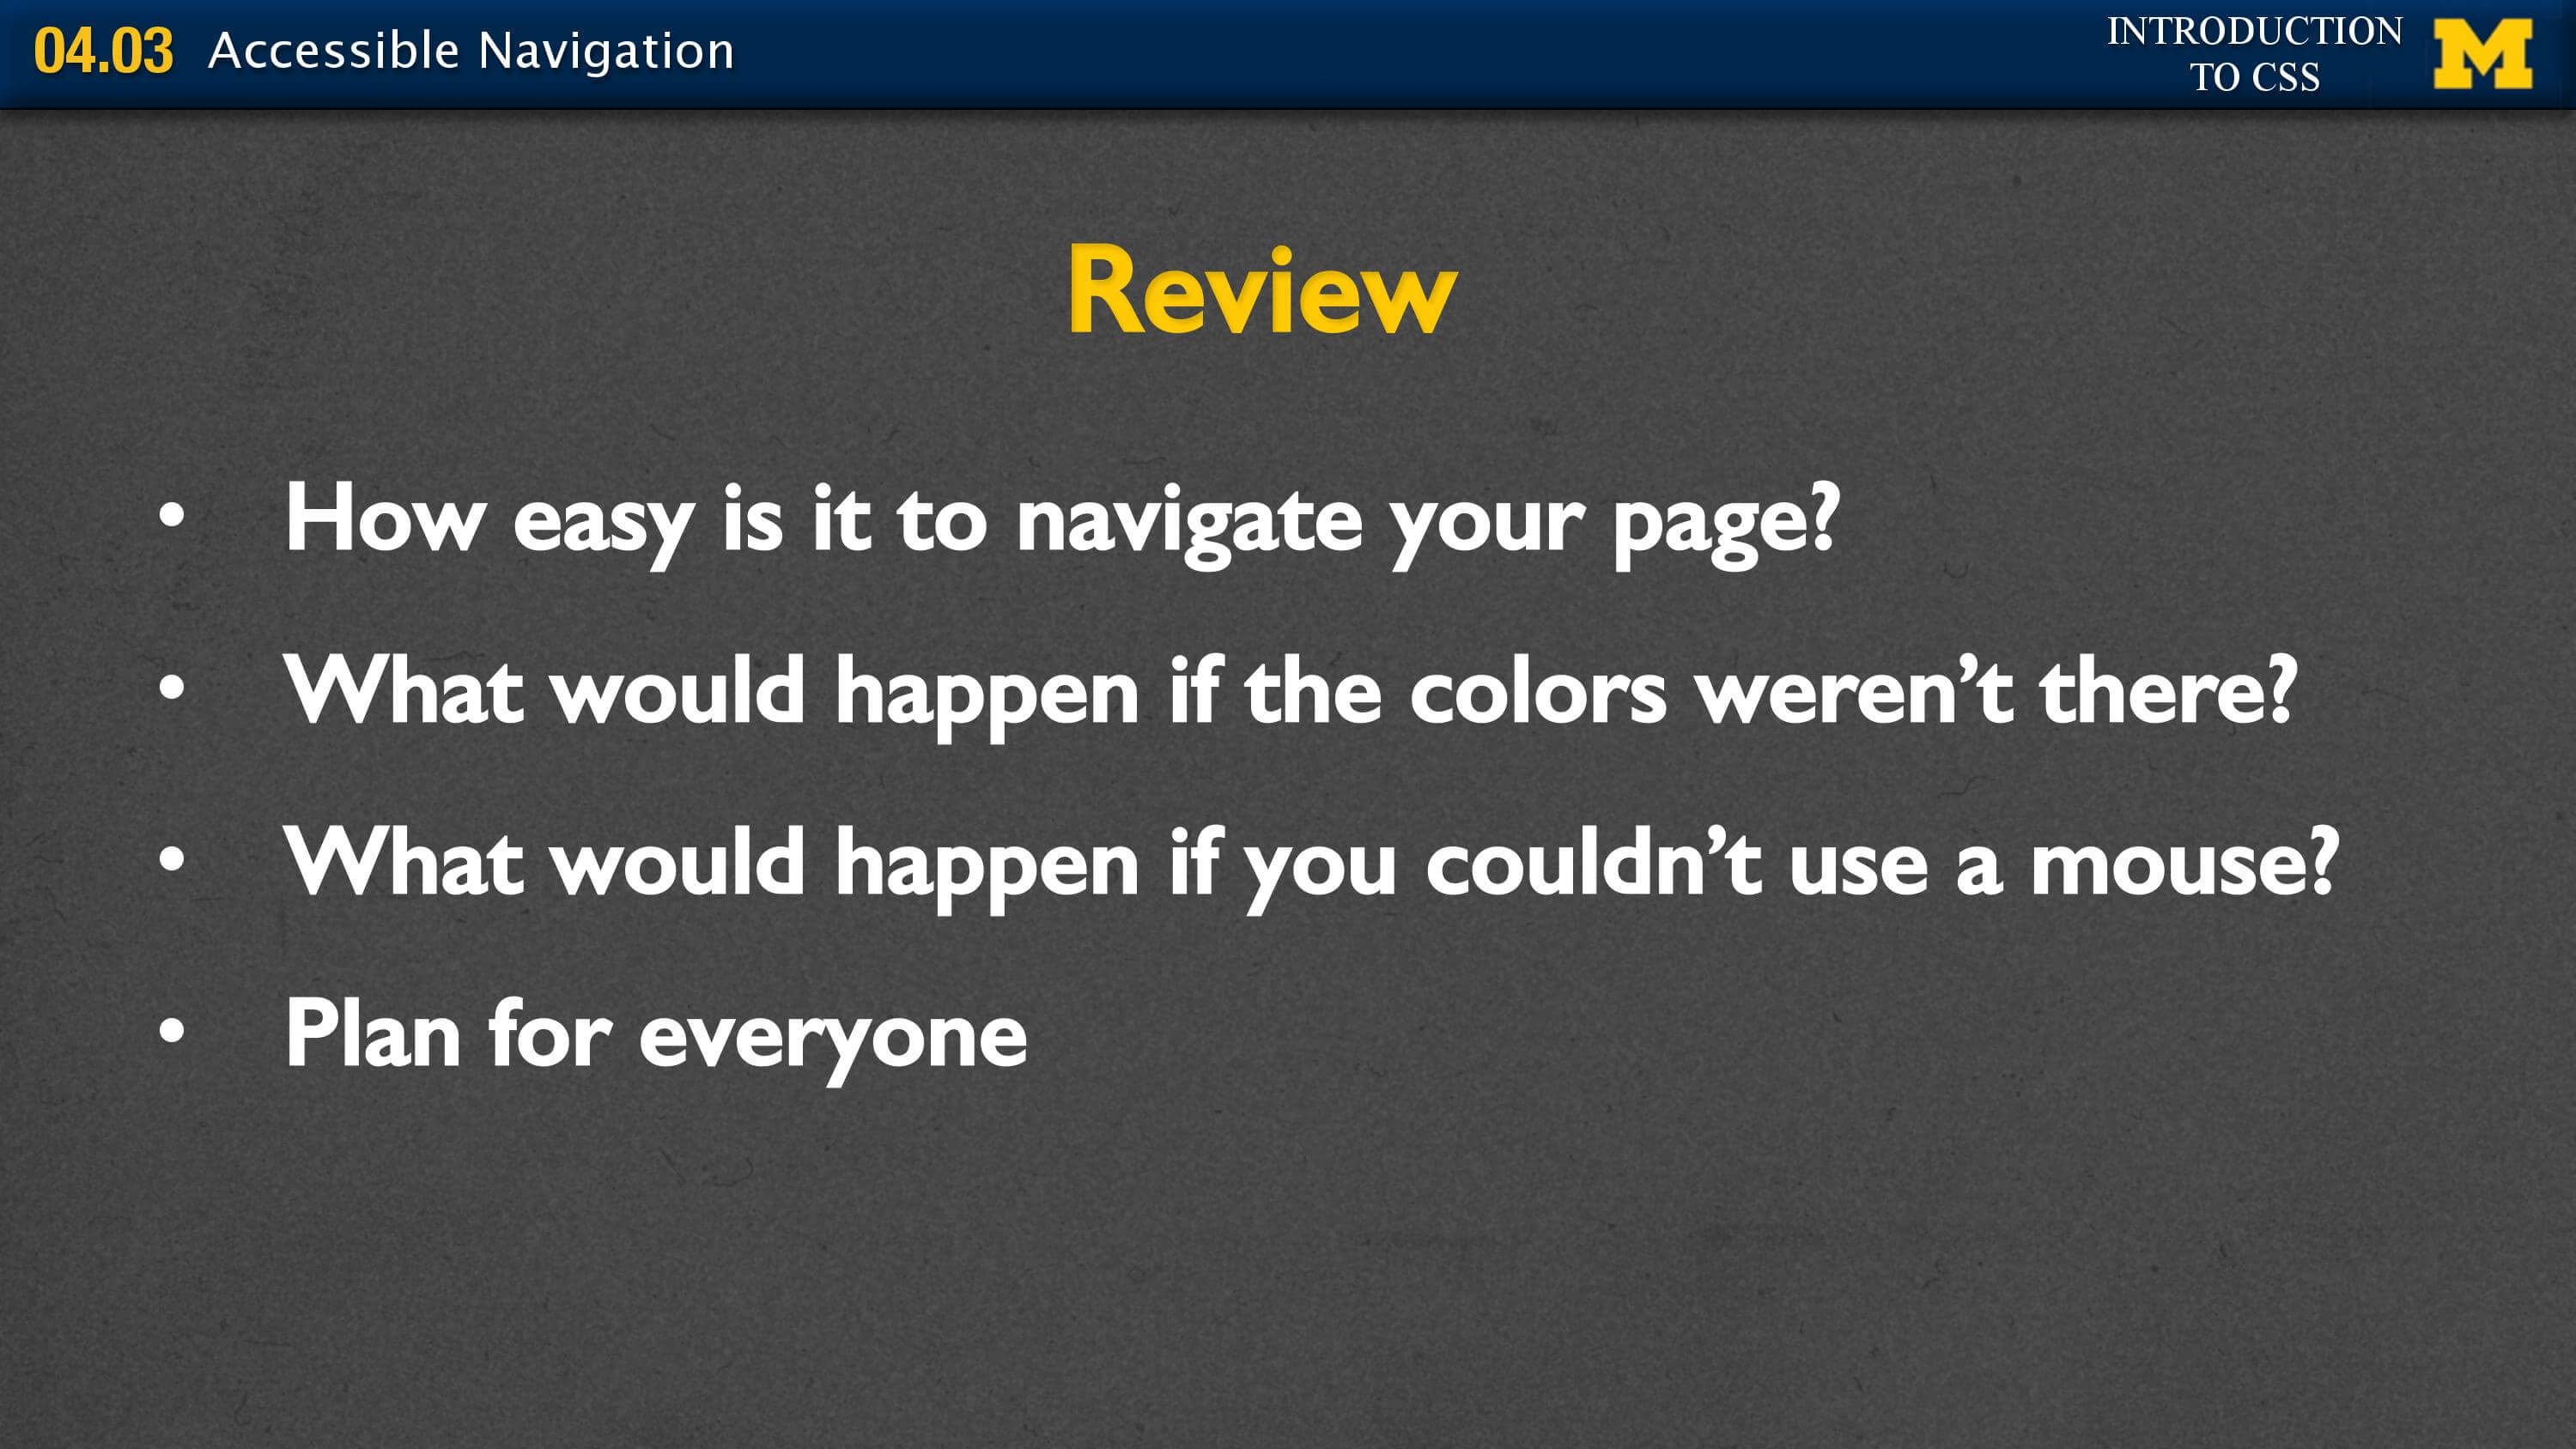 04.03 Accessible Navigation
INTRODUCTION
TO CSS
M
Review
• How easy is it to navigate your page?
• What would happen if the colors weren’t there?
• What would happen if you couldn’t use a mouse?
• Plan for everyone